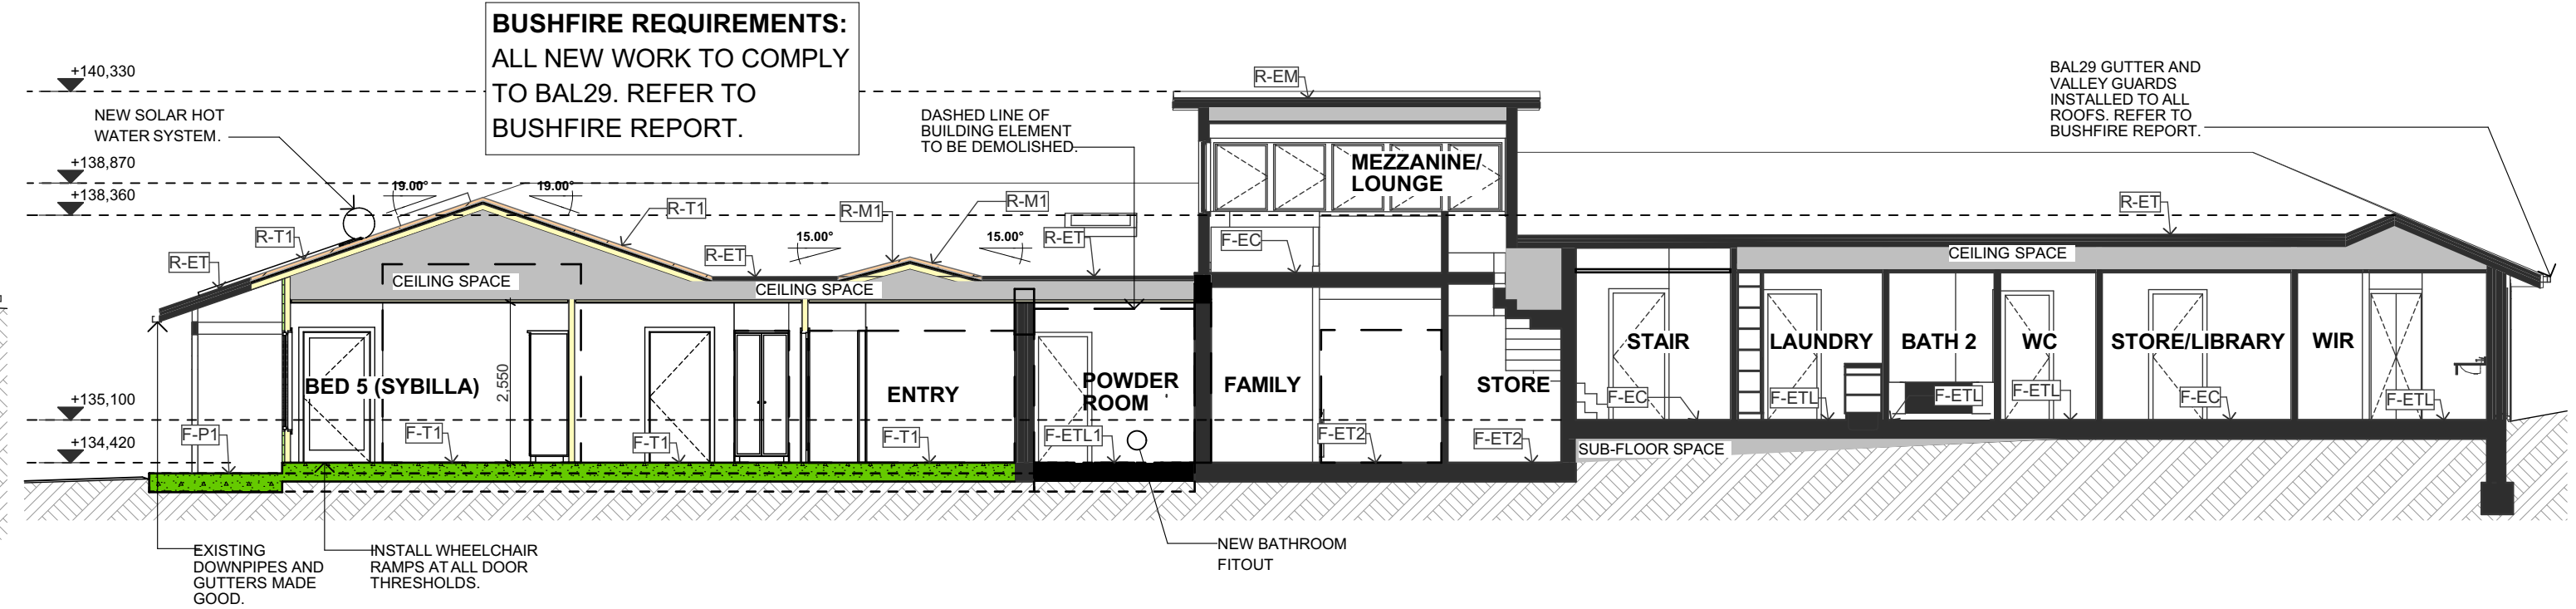 BUSHFIRE REQUIREMENTS:
ALL NEW WORK TO COMPLY
TO BAL29. REFER TO
BUSHFIRE REPORT.
+140,330
+138,870
+138,360
+135,100
+134,420
NEW SOLAR HOT
WATER SYSTEM.
DASHED LINE OF
BUILDING ELEMENT
TO BE DEMOLISHED.
BAL29 GUTTER AND
VALLEY GUARDS
INSTALLED TO ALL
ROOFS. REFER TO
BUSHFIRE REPORT.
19.00°
19.00°
15.00°
15.00°
R-ET
R-T1
R-T1
R-ET
R-M1
R-M1
R-ET
R-EM
R-ET
MEZZANINE/
LOUNGE
F-EC
CEILING SPACE
CEILING SPACE
CEILING SPACE
BED 5 (SYBILLA)
2,550
ENTRY
POWDER
ROOM
FAMILY
STORE
STAIR
LAUNDRY
BATH 2
WC
STORE/LIBRARY
WIR
F-P1
F-T1
F-T1
F-T1
F-ETL1
F-ET2
F-ET2
F-EC
F-ETL
F-ETL
F-ETL
F-EC
F-ETL
SUB-FLOOR SPACE
EXISTING
DOWNPIPES AND
GUTTERS MADE
GOOD.
INSTALL WHEELCHAIR
RAMPS AT ALL DOOR
THRESHOLDS.
NEW BATHROOM
FITOUT